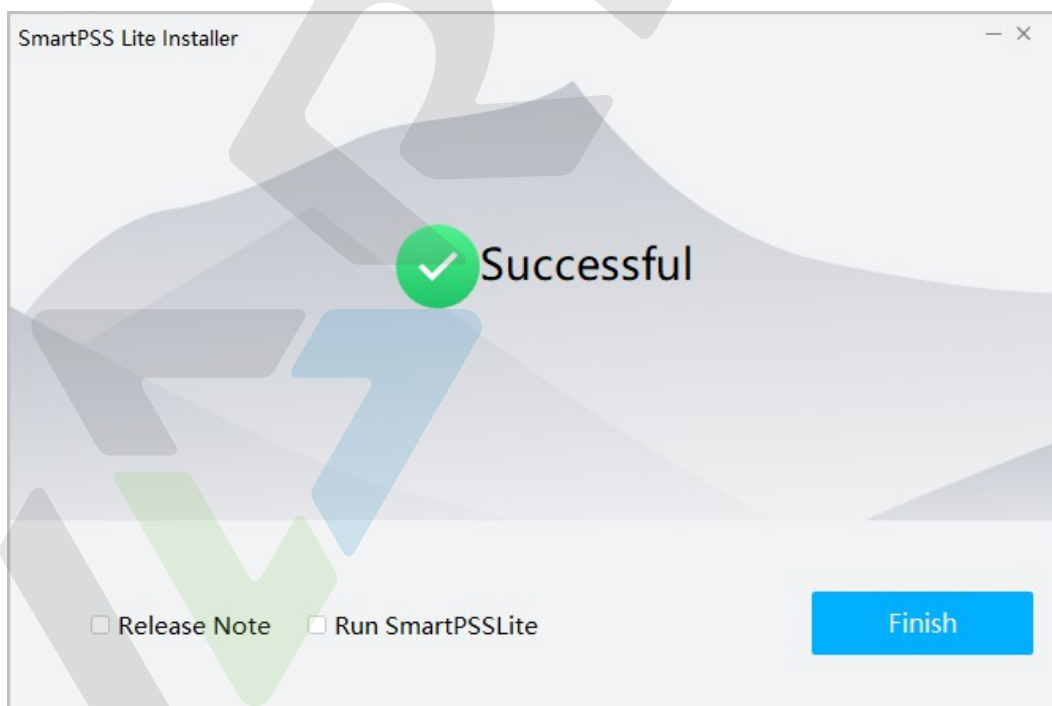 SmartPSS Lite Installer
Successful
Release Note
Run SmartPSSLite
Finish